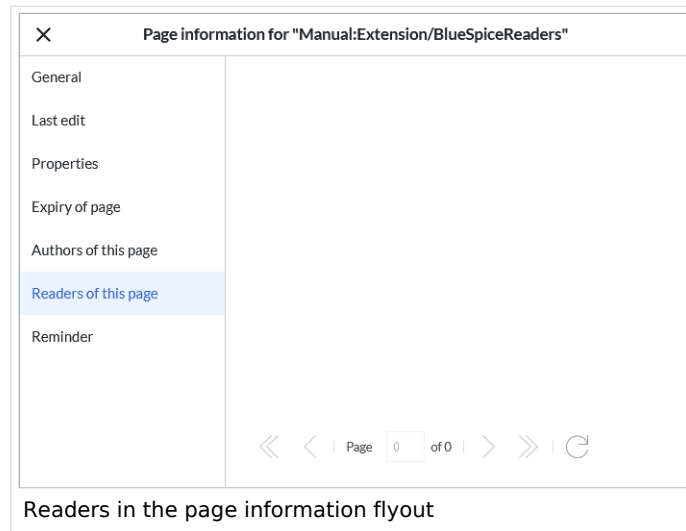 Page information for "Manual:Extension/BlueSpiceReaders"
General
Last edit
Properties
Expiry of page
Authors of this page
Readers of this page
Reminder
Page 0 of 0
Readers in the page information flyout